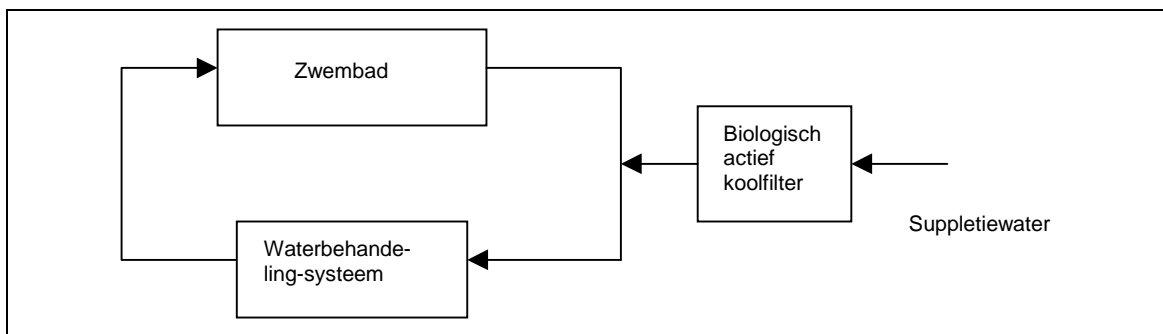 Zwembad
Biologisch
actief
koolfilter
Suppletiewater
Waterbehande-
ling-systeem